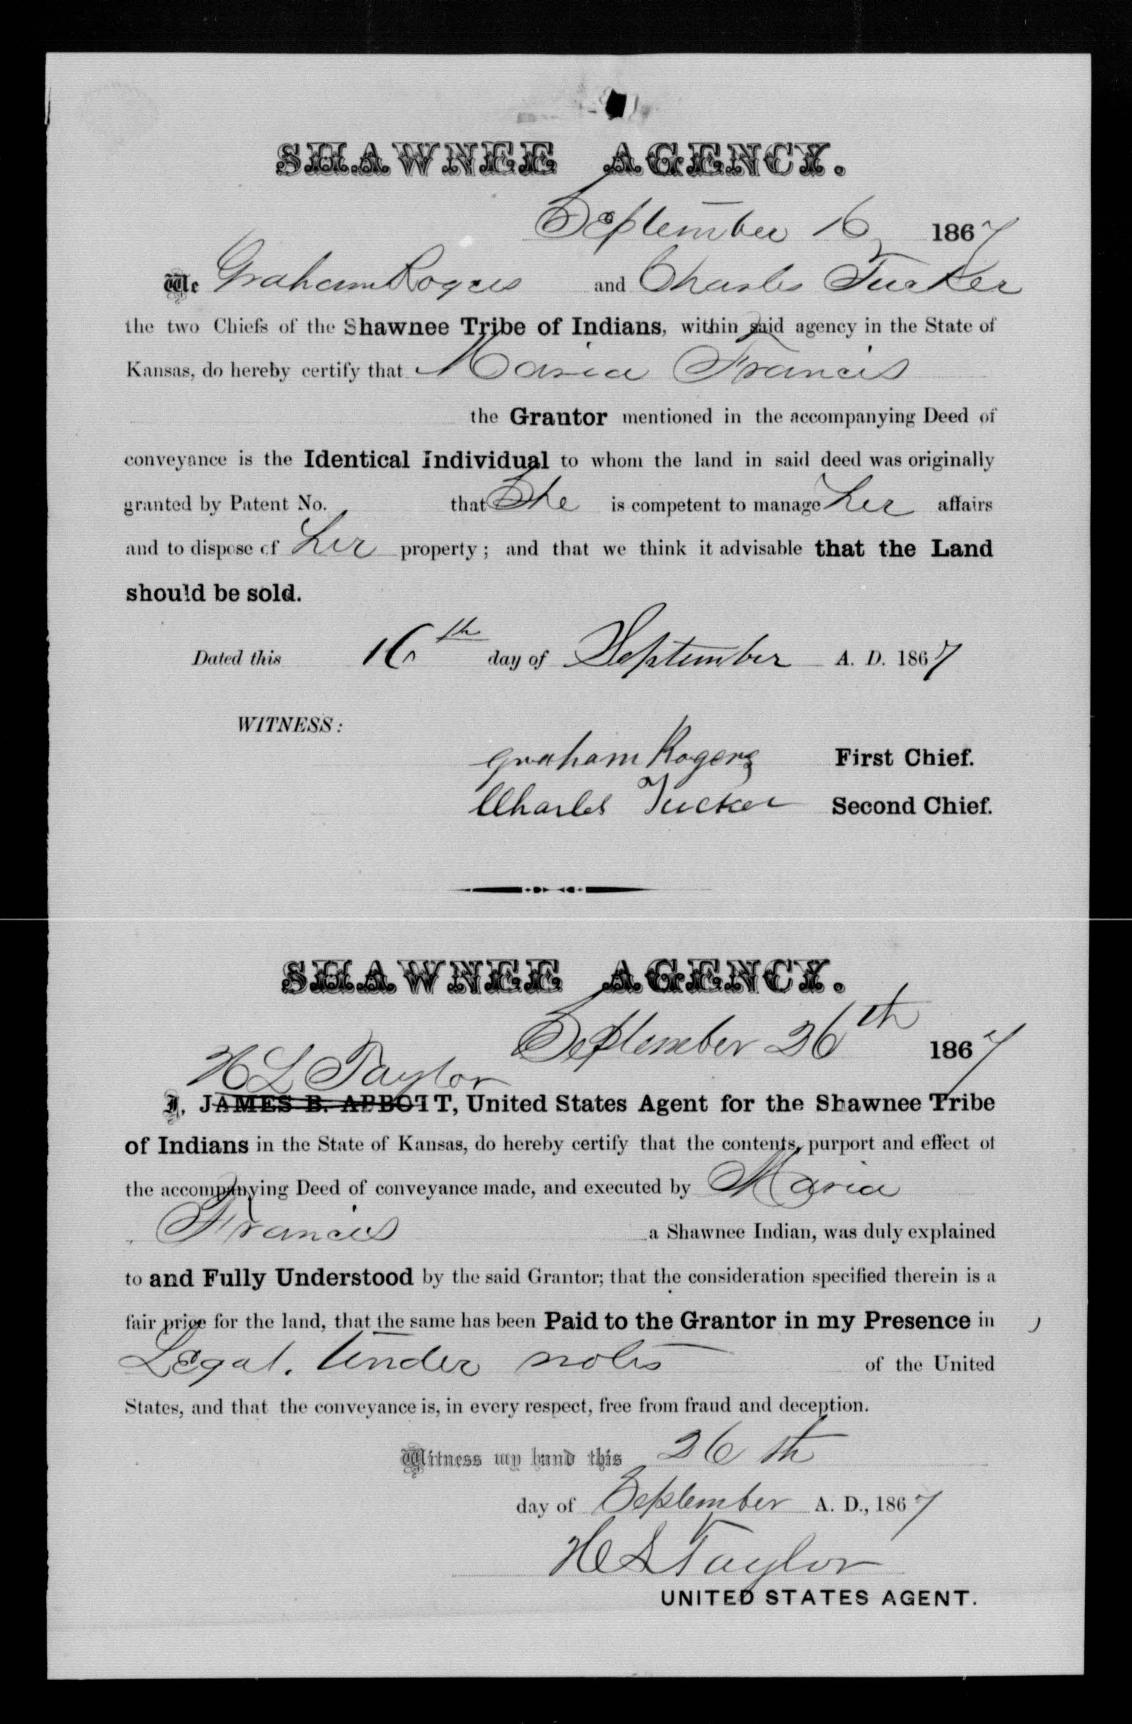 SHAWNEE AGENCY.
September 16, 1867
We Graham Rogers and Charles Tucker
the two Chiefs of the Shawnee Tribe of Indians, within said agency in the State of
Kansas, do hereby certify that Maria Francis
the Grantor mentioned in the accompanying Deed of
conveyance is the Identical Individual to whom the land in said deed was originally
granted by Patent No. that She is competent to manage her affairs
and to dispose of her property; and that we think it advisable that the Land
should be sold.
Dated this 16th day of September A. D. 1867
WITNESS:
Graham Rogers First Chief.
Charles Tucker Second Chief.
SHAWNEE AGENCY.
September 26th 1867
H L Taylor
I, JAMES B. ABBOTT, United States Agent for the Shawnee Tribe
of Indians in the State of Kansas, do hereby certify that the contents, purport and effect of
the accompanying Deed of conveyance made, and executed by Maria
Francis a Shawnee Indian, was duly explained
to and Fully Understood by the said Grantor; that the consideration specified therein is a
fair price for the land, that the same has been Paid to the Grantor in my Presence in
Legal Tender notes of the United
States, and that the conveyance is, in every respect, free from fraud and deception.
Witness my hand this 26th
day of September A. D., 1867
H L Taylor
UNITED STATES AGENT.